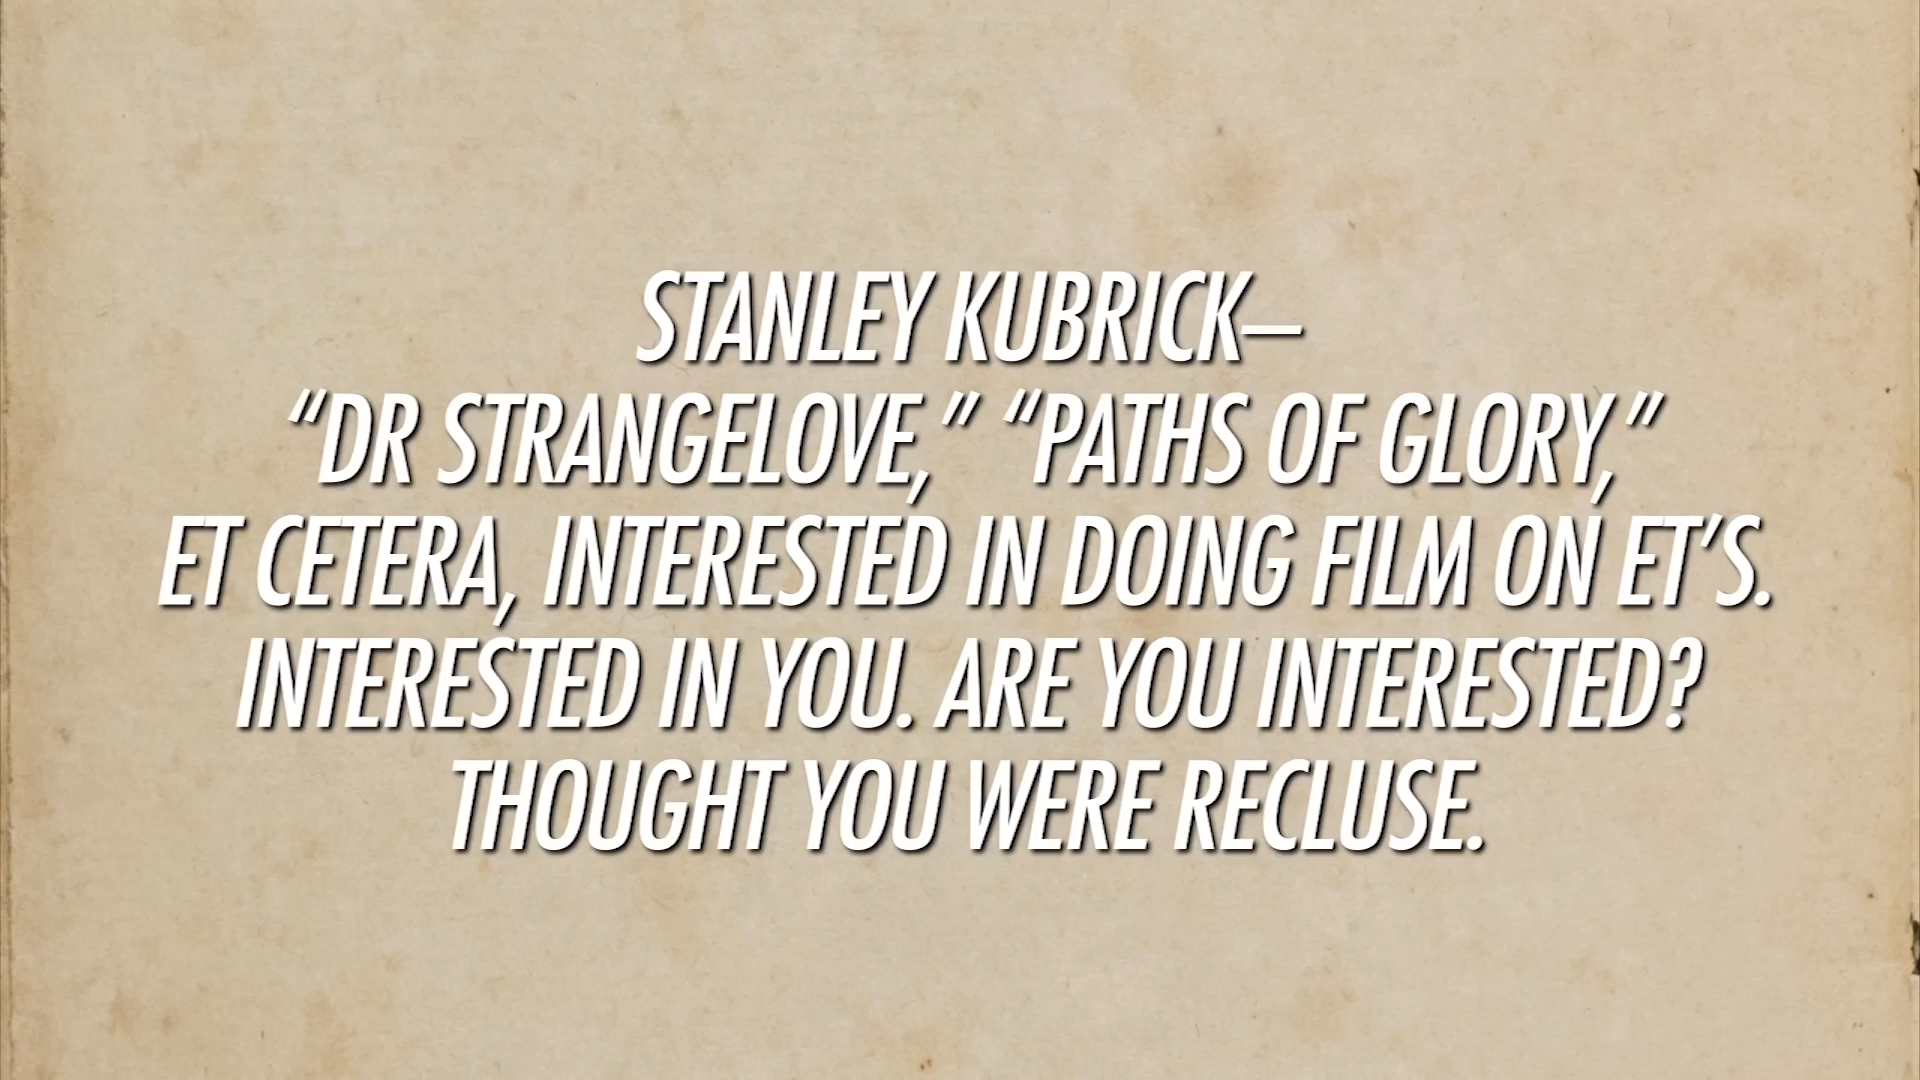 STANLEY KUBRICK—
“DR STRANGELOVE,” “PATHS OF GLORY,”
ET CETERA, INTERESTED IN DOING FILM ON ET’S.
INTERESTED IN YOU. ARE YOU INTERESTED?
THOUGHT YOU WERE RECLUSE.